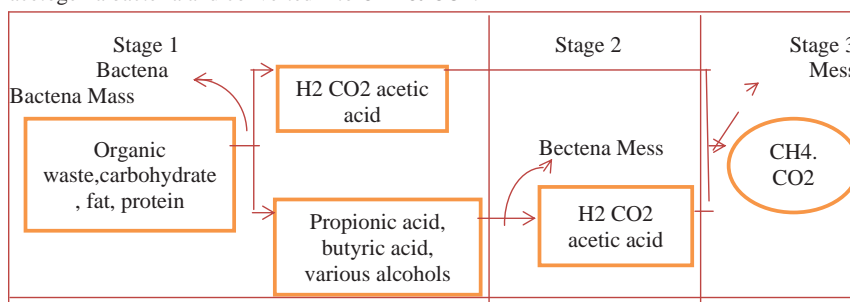 Stage 1
Bactena
Bactena Mass
Organic
waste,carbohydrate
, fat, protein
H2 CO2 acetic
acid
Propionic acid,
butyric acid,
various alcohols
Stage 2
Bectena Mess
H2 CO2
acetic acid
Stage 3
Mess
CH4.
CO2